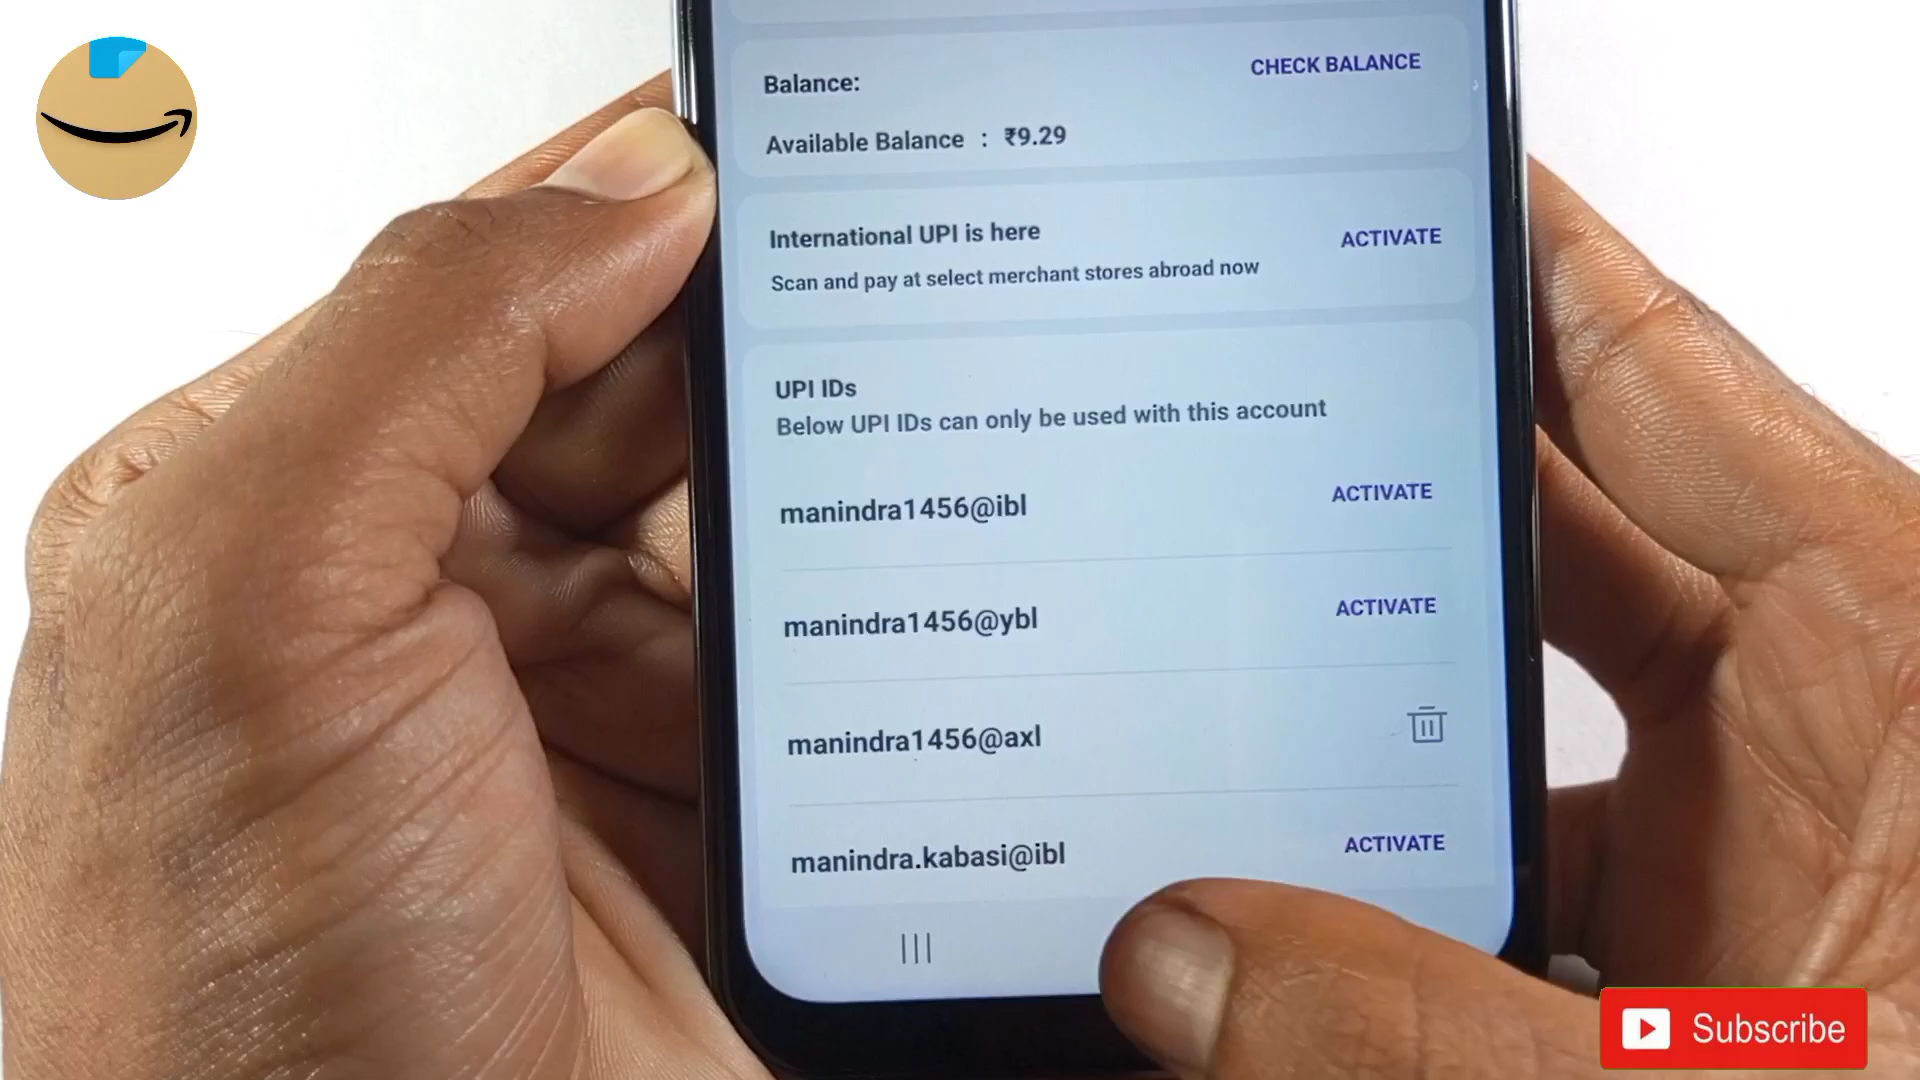 Balance:
CHECK BALANCE
Available Balance : ₹9.29
International UPI is here
ACTIVATE
Scan and pay at select merchant stores abroad now
UPI IDs
Below UPI IDs can only be used with this account
manindra1456@ibl
ACTIVATE
manindra1456@ybl
ACTIVATE
manindra1456@axl
manindra.kabasi@ibl
ACTIVATE
Subscribe